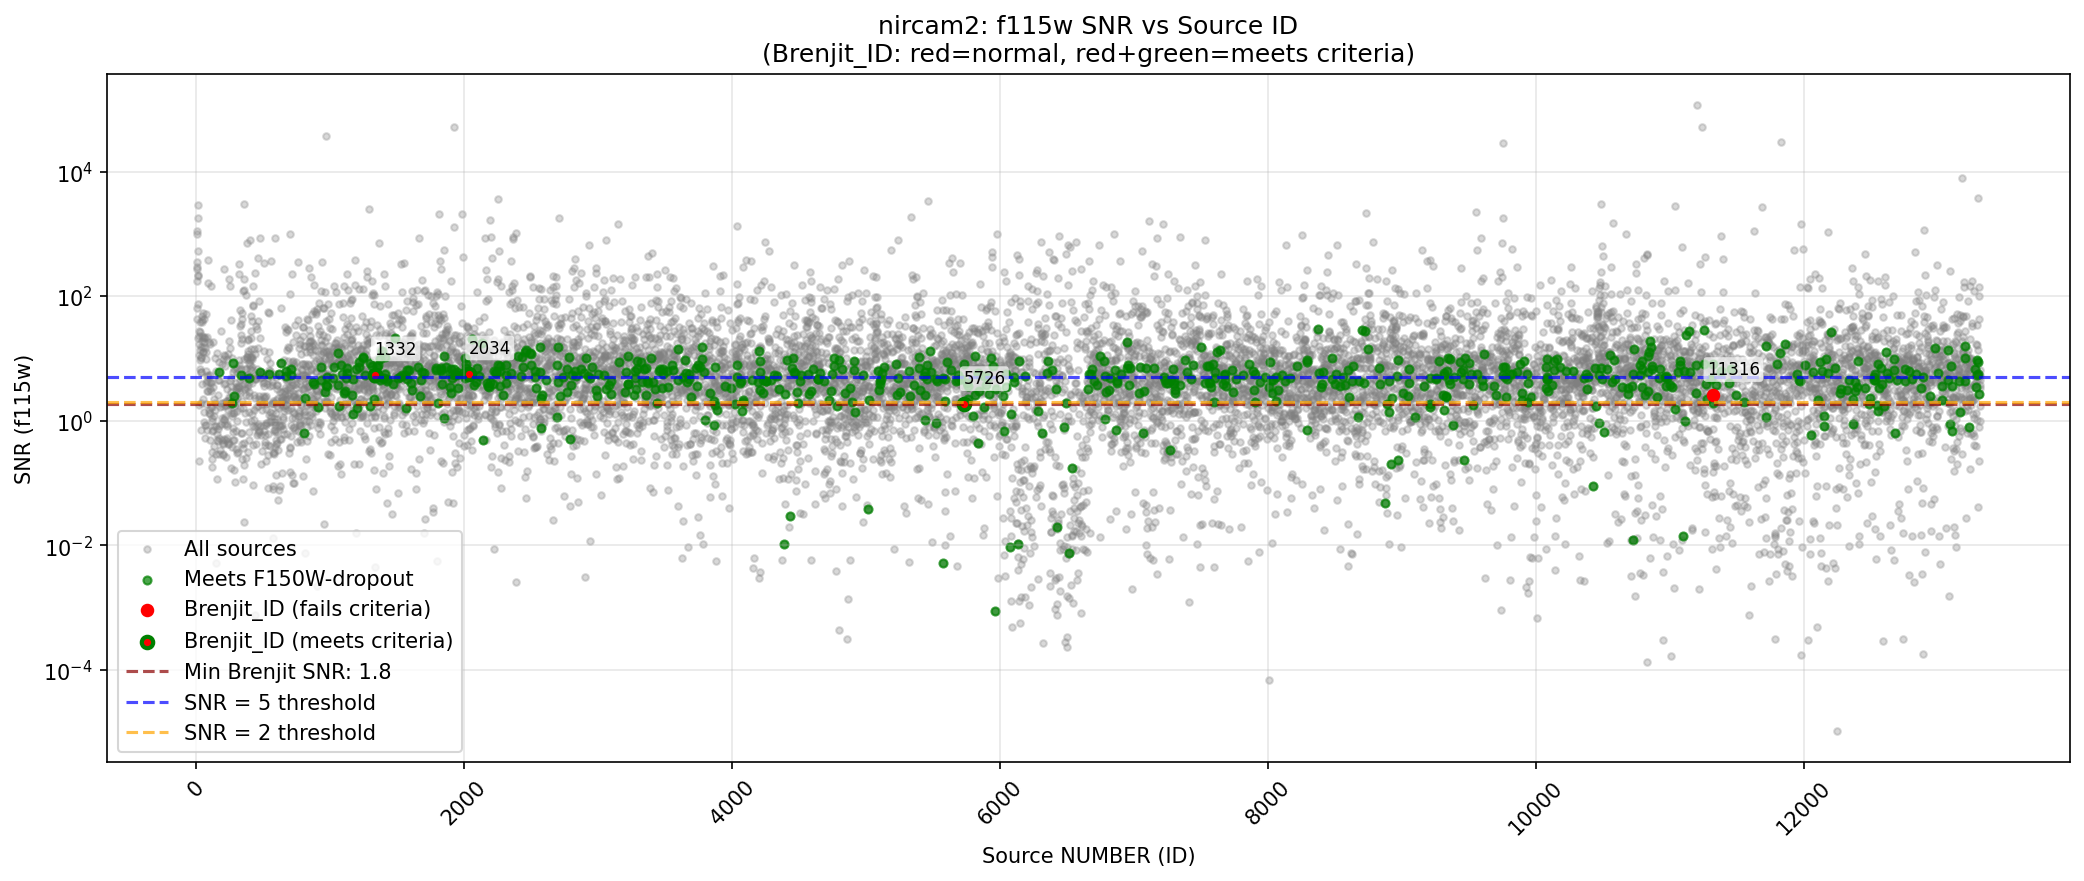 nircam2: f115w SNR vs Source ID
(Brenjit_ID: red=normal, red+green=meets criteria)
SNR (f115w)
10^4
10^2
10^0
10^−2
10^−4
1332
2034
5726
11316
All sources
Meets F150W-dropout
Brenjit_ID (fails criteria)
Brenjit_ID (meets criteria)
Min Brenjit SNR: 1.8
SNR = 5 threshold
SNR = 2 threshold
0
2000
4000
6000
8000
10000
12000
Source NUMBER (ID)